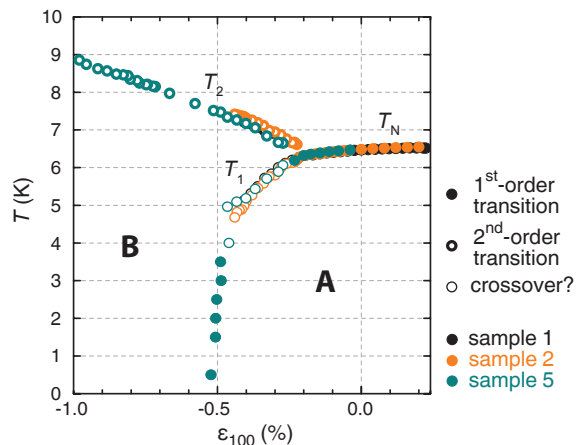 10
9
8
7
6
5
4
3
2
1
0
T (K)
T₂
T_N
T₁
B
A
-1.0
-0.5
0.0
ε₁₀₀ (%)
1ˢᵗ-order
transition
2ⁿᵈ-order
transition
crossover?
sample 1
sample 2
sample 5